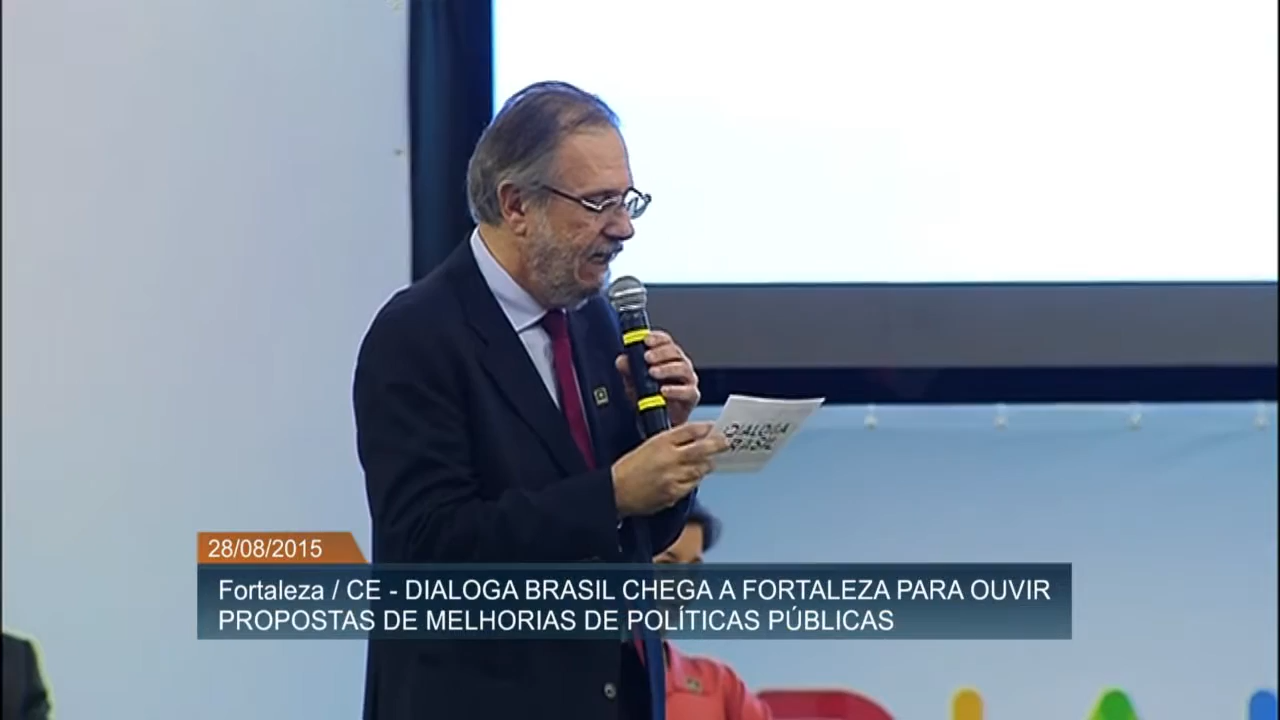 DIALOGA
BRASIL
28/08/2015
Fortaleza / CE - DIALOGA BRASIL CHEGA A FORTALEZA PARA OUVIR
PROPOSTAS DE MELHORIAS DE POLÍTICAS PÚBLICAS